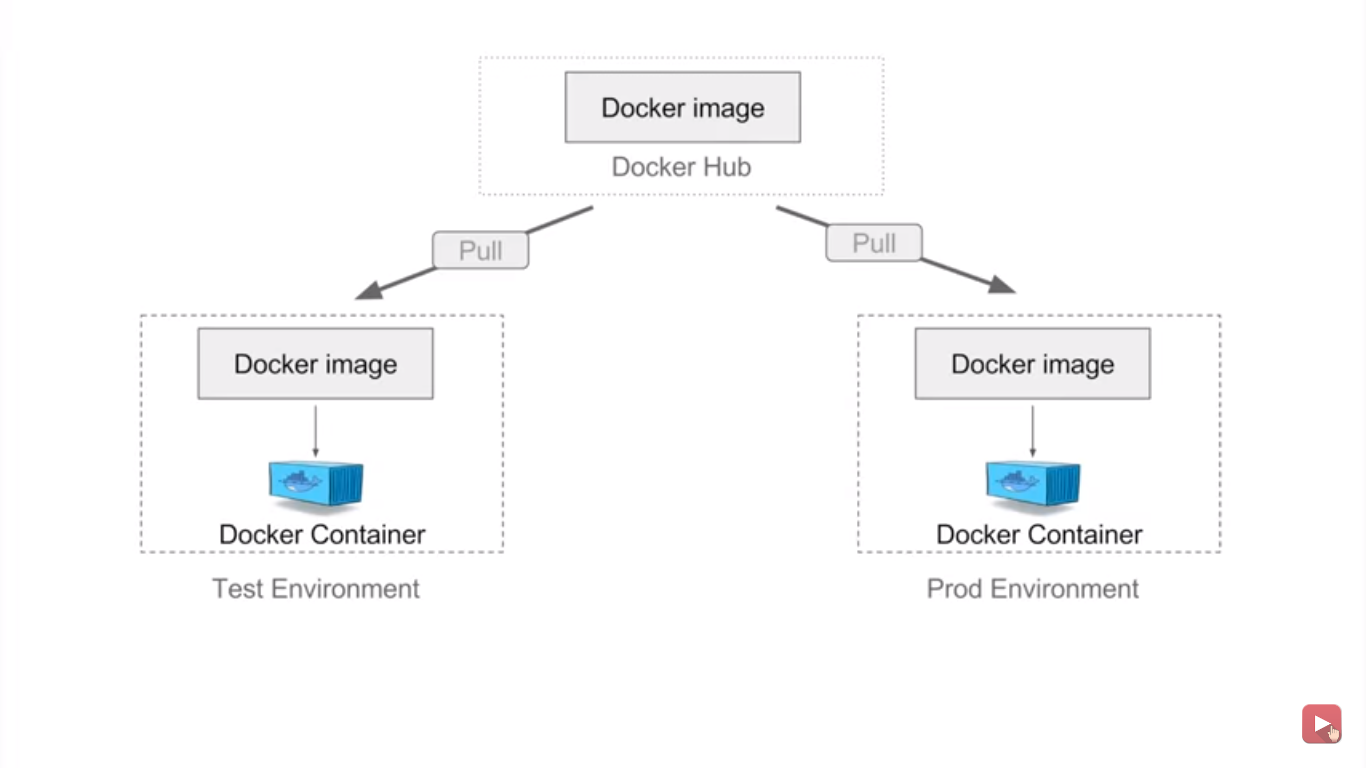 Docker image
Docker Hub
Pull
Pull
Docker image
Docker Container
Test Environment
Docker image
Docker Container
Prod Environment